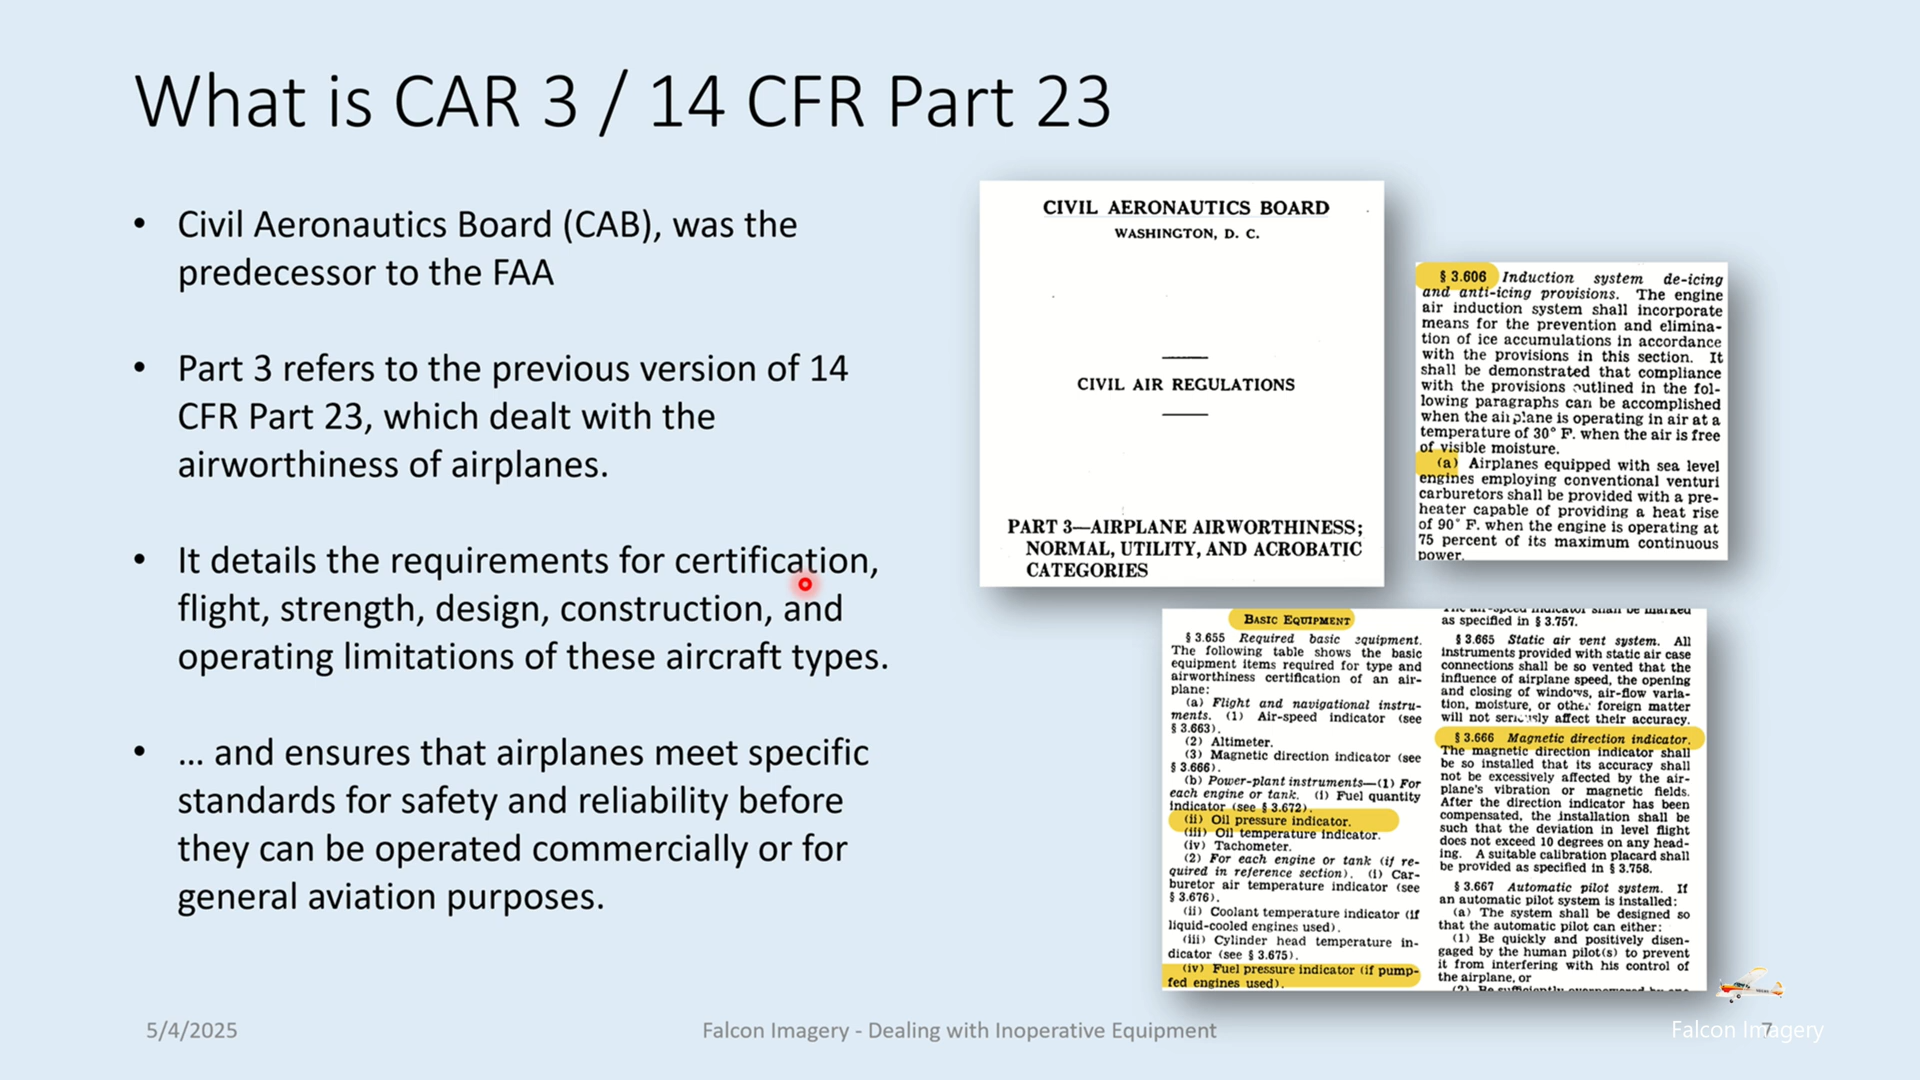 What is CAR 3 / 14 CFR Part 23
• Civil Aeronautics Board (CAB), was the
predecessor to the FAA
• Part 3 refers to the previous version of 14
CFR Part 23, which dealt with the
airworthiness of airplanes.
• It details the requirements for certification,
flight, strength, design, construction, and
operating limitations of these aircraft types.
• … and ensures that airplanes meet specific
standards for safety and reliability before
they can be operated commercially or for
general aviation purposes.
CIVIL AERONAUTICS BOARD
WASHINGTON, D. C.
CIVIL AIR REGULATIONS
PART 3—AIRPLANE AIRWORTHINESS;
NORMAL, UTILITY, AND ACROBATIC
CATEGORIES
§ 3.606 Induction system de-icing
and anti-icing provisions. The engine
air induction system shall incorporate
means for the prevention and elimina-
tion of ice accumulations in accordance
with the provisions in this section. It
shall be demonstrated that compliance
with the provisions outlined in the fol-
lowing paragraphs can be accomplished
when the airplane is operating in air at a
temperature of 30° F. when the air is free
of visible moisture.
(a) Airplanes equipped with sea level
engines employing conventional venturi
carburetors shall be provided with a pre-
heater capable of providing a heat rise
of 90° F. when the engine is operating at
75 percent of its maximum continuous
power.
BASIC EQUIPMENT
§ 3.655 Required basic equipment.
The following table shows the basic
equipment items required for type and
airworthiness certification of an air-
plane:
(a) Flight and navigational instru-
ments. (1) Air-speed indicator (see
§ 3.663).
(2) Altimeter.
(3) Magnetic direction indicator (see
§ 3.666).
(b) Power-plant instruments—(1) For
each engine or tank. (i) Fuel quantity
indicator (see § 3.672).
(ii) Oil pressure indicator.
(iii) Oil temperature indicator.
(iv) Tachometer.
(2) For each engine or tank (if re-
quired in reference section). (i) Car-
buretor air temperature indicator (see
§ 3.676).
(ii) Coolant temperature indicator (if
liquid-cooled engines used).
(iii) Cylinder head temperature in-
dicator (see § 3.675).
(iv) Fuel pressure indicator (if pump-
fed engines used).
The air-speed indicator shall be marked
as specified in § 3.757.
§ 3.665 Static air vent system. All
instruments provided with static air case
connections shall be so vented that the
influence of airplane speed, the opening
and closing of windows, air-flow varia-
tion, moisture, or other foreign matter
will not seriously affect their accuracy.
§ 3.666 Magnetic direction indicator.
The magnetic direction indicator shall
be so installed that its accuracy shall
not be excessively affected by the air-
plane's vibration or magnetic fields.
After the direction indicator has been
compensated, the installation shall be
such that the deviation in level flight
does not exceed 10 degrees on any head-
ing. A suitable calibration placard shall
be provided as specified in § 3.758.
§ 3.667 Automatic pilot system. If
an automatic pilot system is installed:
(a) The system shall be designed so
that the automatic pilot can either:
(1) Be quickly and positively disen-
gaged by the human pilot(s) to prevent
it from interfering with his control of
the airplane, or
(2) Be sufficiently overpowered by one
5/4/2025
Falcon Imagery - Dealing with Inoperative Equipment
7
Falcon Imagery